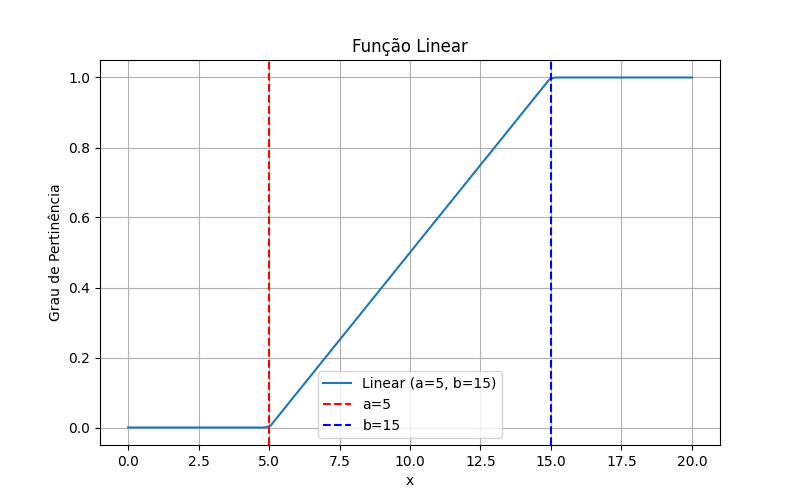 Função Linear
Grau de Pertinência
1.0
0.8
0.6
0.4
0.2
0.0
Linear (a=5, b=15)
a=5
b=15
0.0 2.5 5.0 7.5 10.0 12.5 15.0 17.5 20.0
x